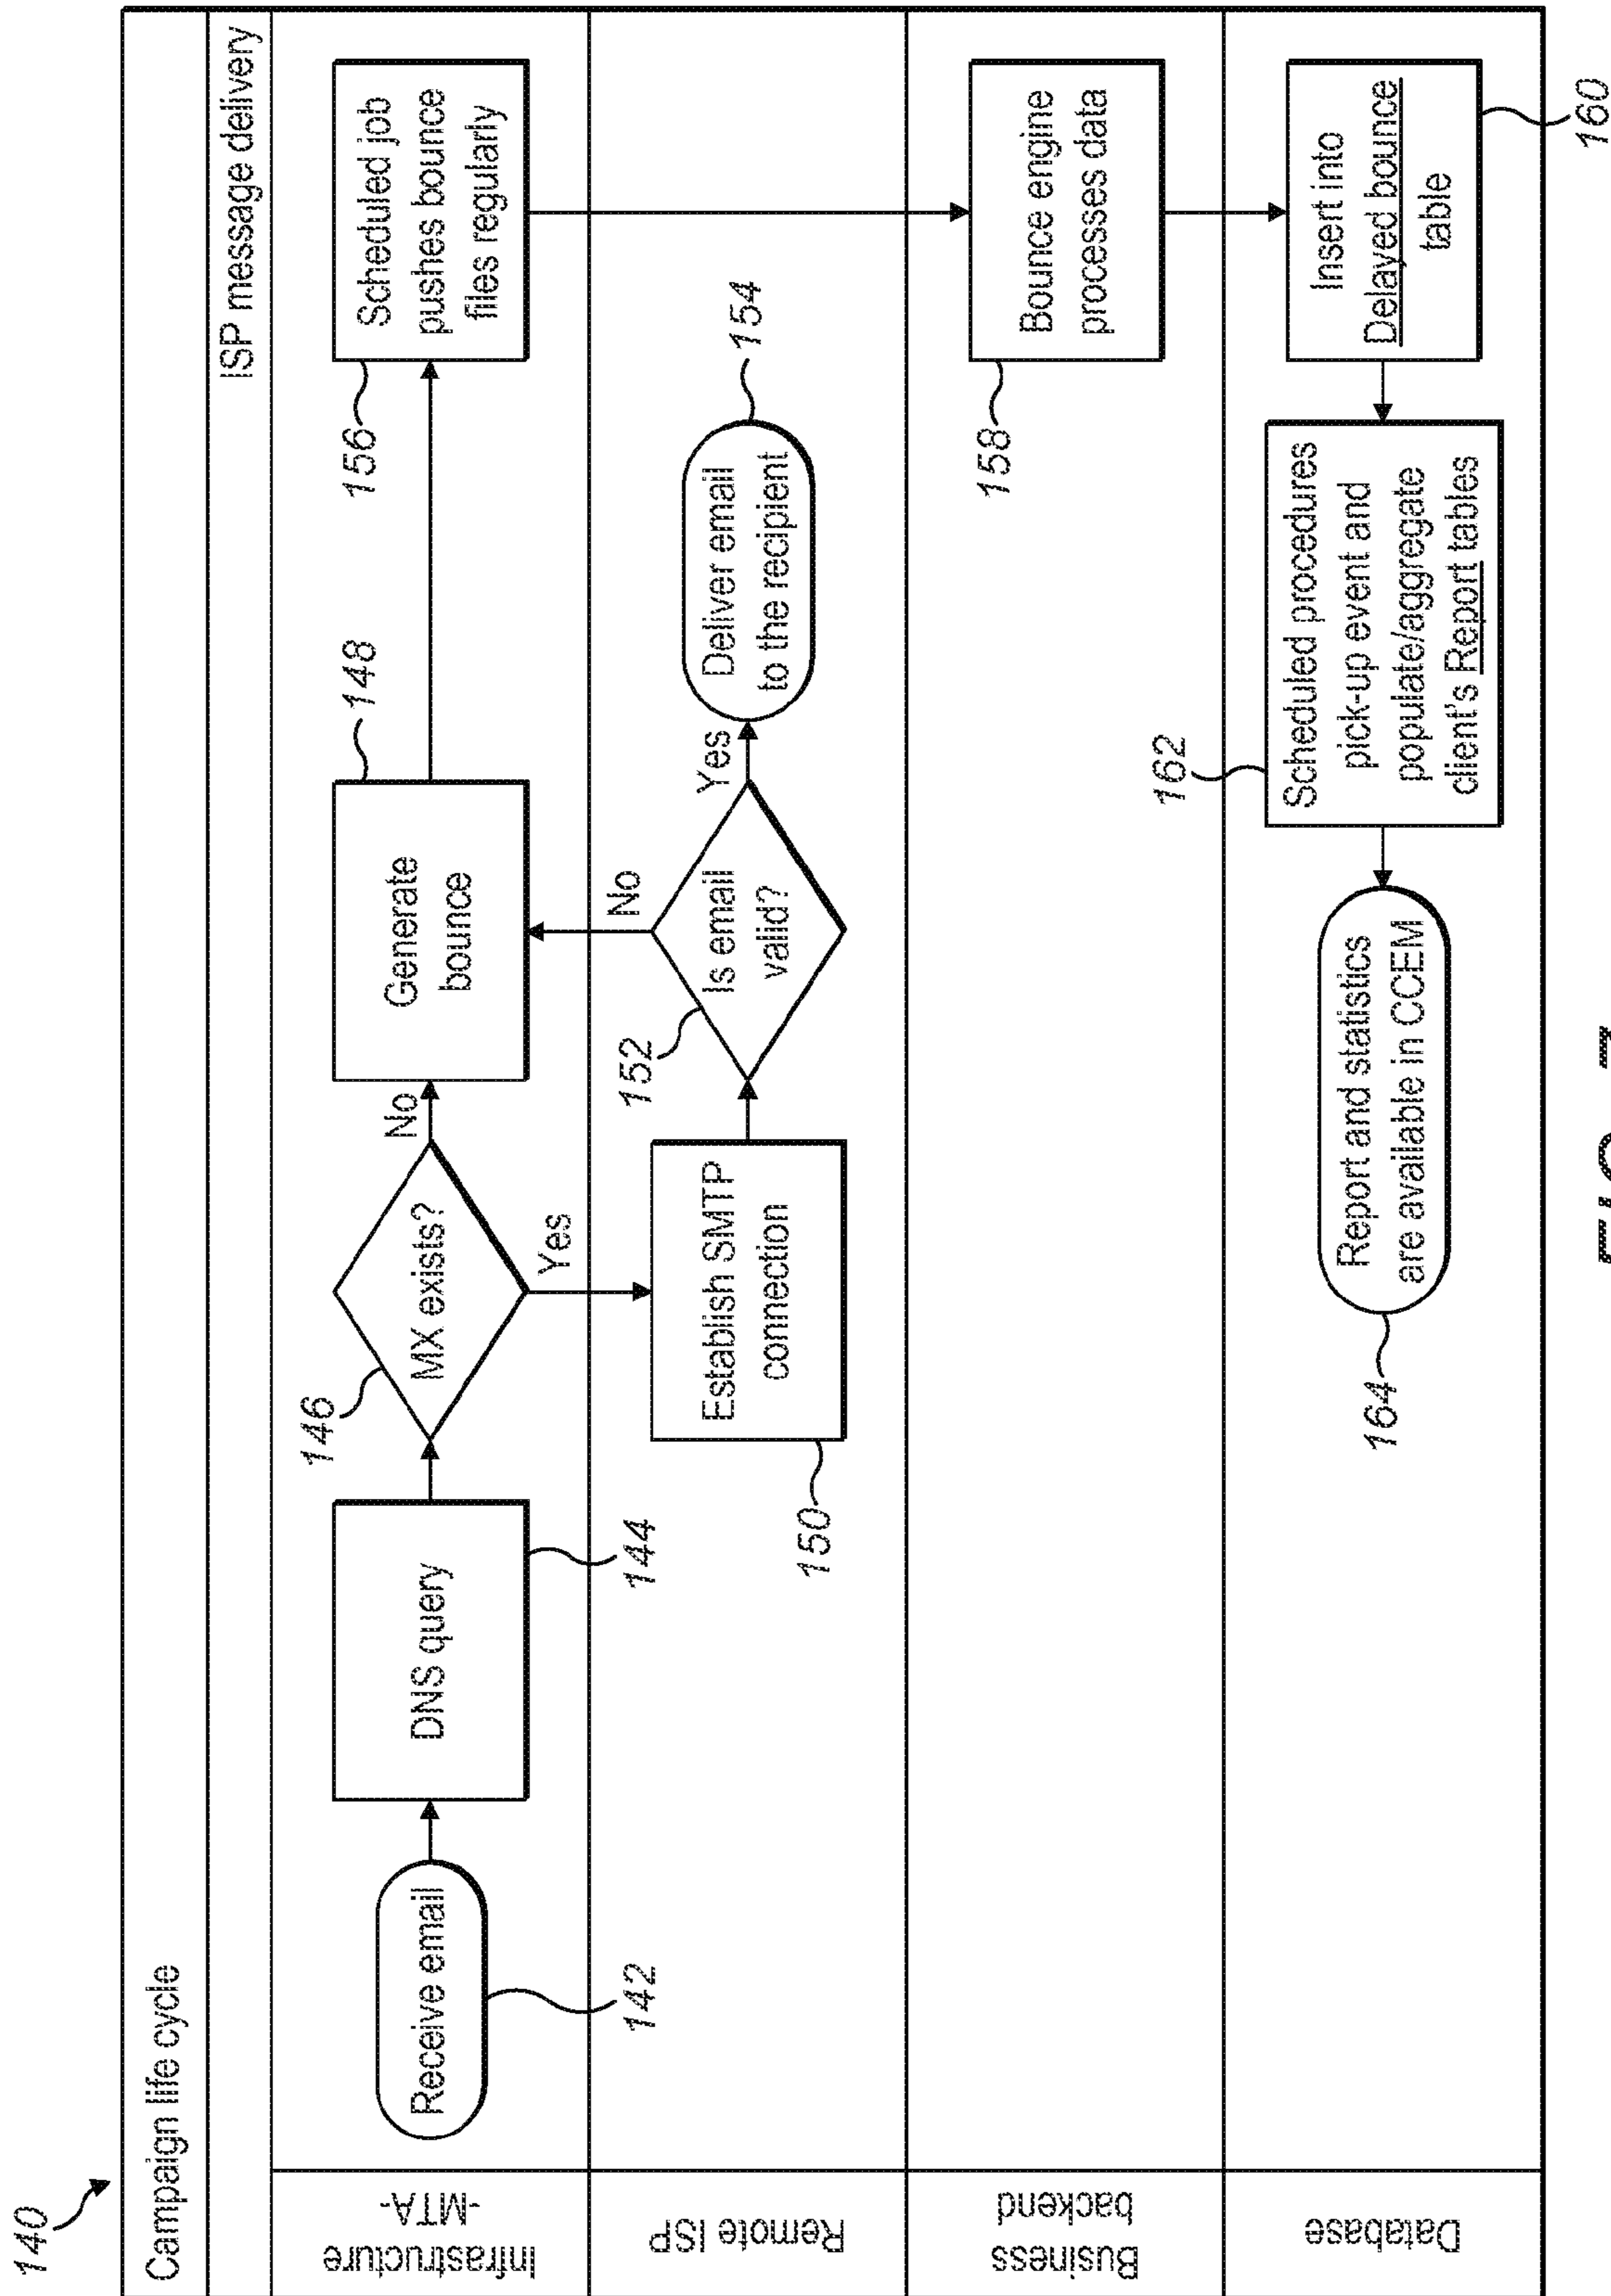 140
Campaign life cycle
ISP message delivery
Infrastructure
-MTA-
Receive email
142
DNS query
144
146
MX exists?
No
Yes
Generate
bounce
148
Scheduled job
pushes bounce
files regularly
156
Remote ISP
Establish SMTP
connection
150
152
Is email
valid?
No
Yes
Deliver email
to the recipient
154
Business
backend
Bounce engine
processes data
158
Database
Insert into
Delayed bounce
table
160
162
Scheduled procedures
pick-up event and
populate/aggregate
client's Report tables
Report and statistics
are available in CCEM
164